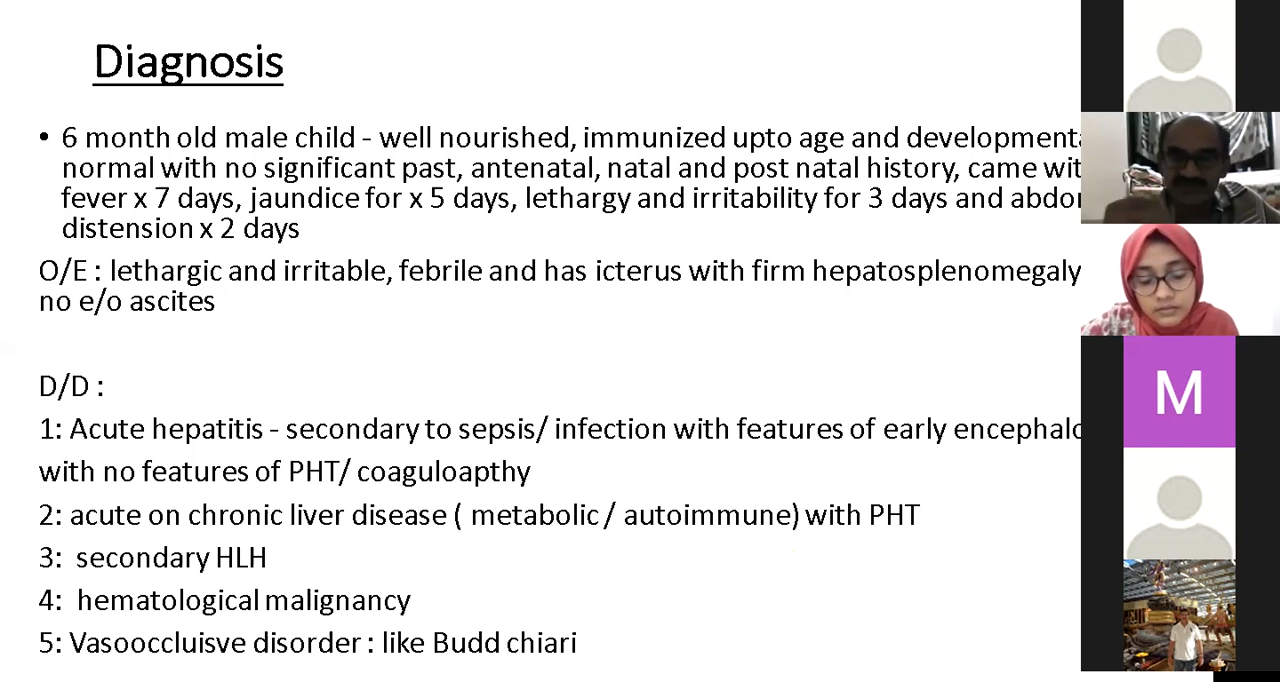 Diagnosis
• 6 month old male child - well nourished, immunized upto age and developmenta
normal with no significant past, antenatal, natal and post natal history, came wit
fever x 7 days, jaundice for x 5 days, lethargy and irritability for 3 days and abdo
distension x 2 days
O/E : lethargic and irritable, febrile and has icterus with firm hepatosplenomegaly
no e/o ascites
D/D :
1: Acute hepatitis - secondary to sepsis/ infection with features of early encephalo
with no features of PHT/ coaguloapthy
2: acute on chronic liver disease ( metabolic / autoimmune) with PHT
3: secondary HLH
4: hematological malignancy
5: Vasooccluisve disorder : like Budd chiari
M